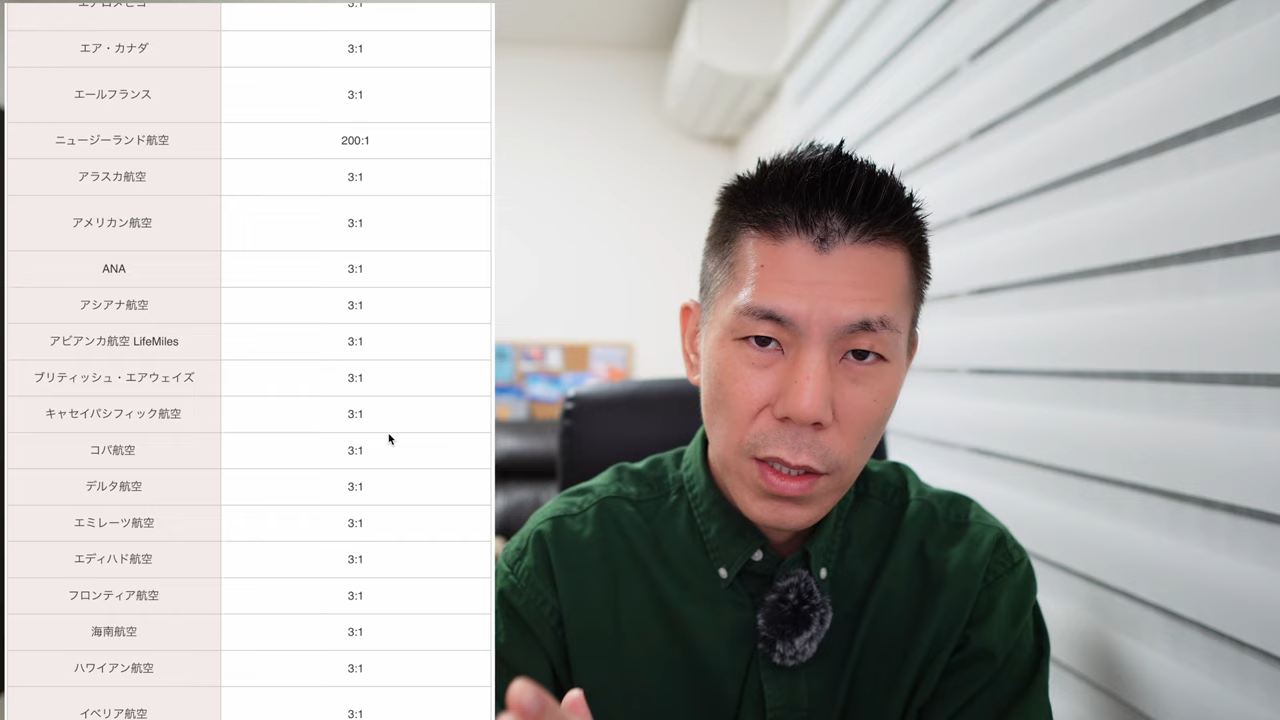 エア・カナダ 3:1
エールフランス 3:1
ニュージーランド航空 200:1
アラスカ航空 3:1
アメリカン航空 3:1
ANA 3:1
アシアナ航空 3:1
アビアンカ航空 LifeMiles 3:1
ブリティッシュ・エアウェイズ 3:1
キャセイパシフィック航空 3:1
コパ航空 3:1
デルタ航空 3:1
エミレーツ航空 3:1
エディハド航空 3:1
フロンティア航空 3:1
海南航空 3:1
ハワイアン航空 3:1
イベリア航空 3:1